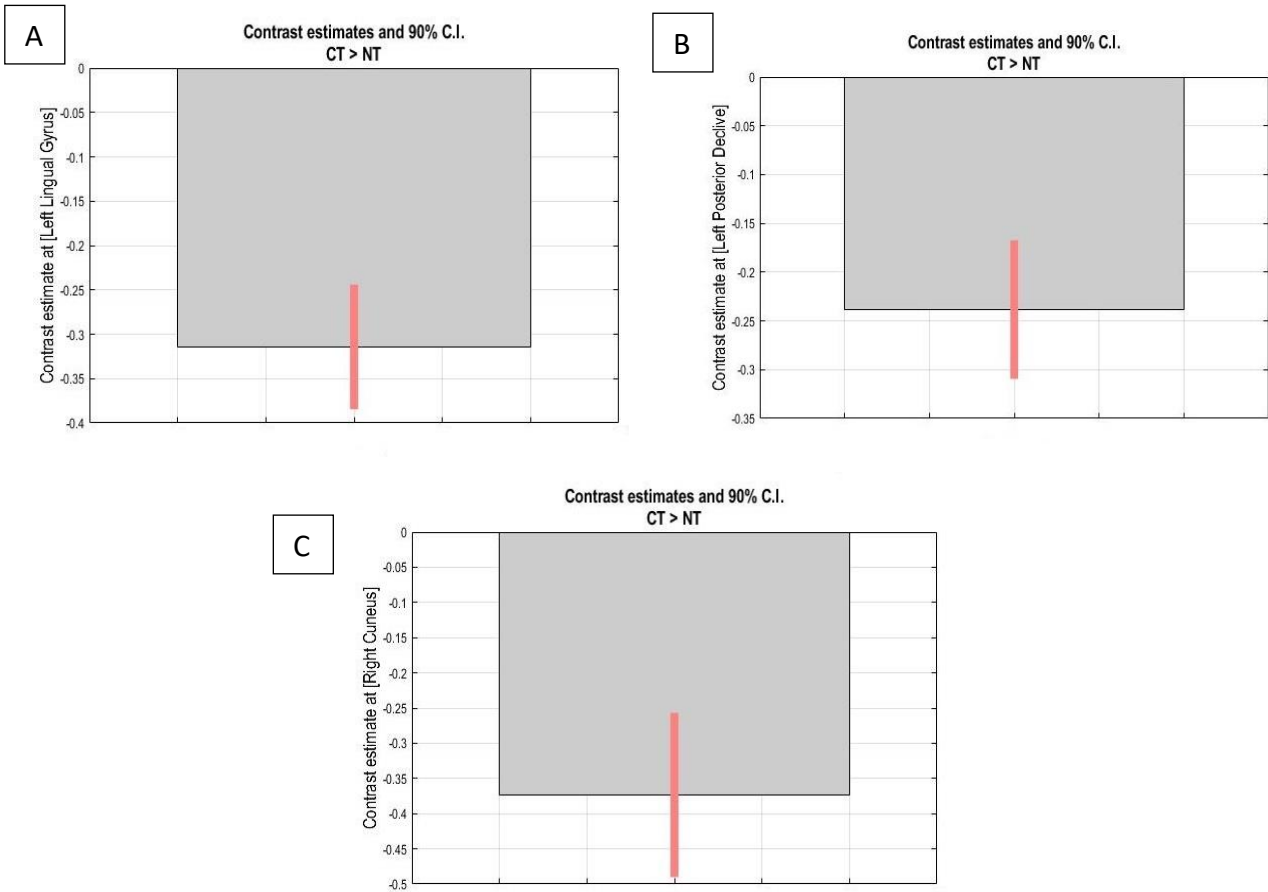 A
Contrast estimates and 90% C.I.
CT > NT
Contrast estimate at [Left Lingual Gyrus]
0
-0.05
-0.1
-0.15
-0.2
-0.25
-0.3
-0.35
-0.4
B
Contrast estimates and 90% C.I.
CT > NT
Contrast estimate at [Left Posterior Declive]
0
-0.05
-0.1
-0.15
-0.2
-0.25
-0.3
-0.35
C
Contrast estimates and 90% C.I.
CT > NT
Contrast estimate at [Right Cuneus]
0
-0.05
-0.1
-0.15
-0.2
-0.25
-0.3
-0.35
-0.4
-0.45
-0.5